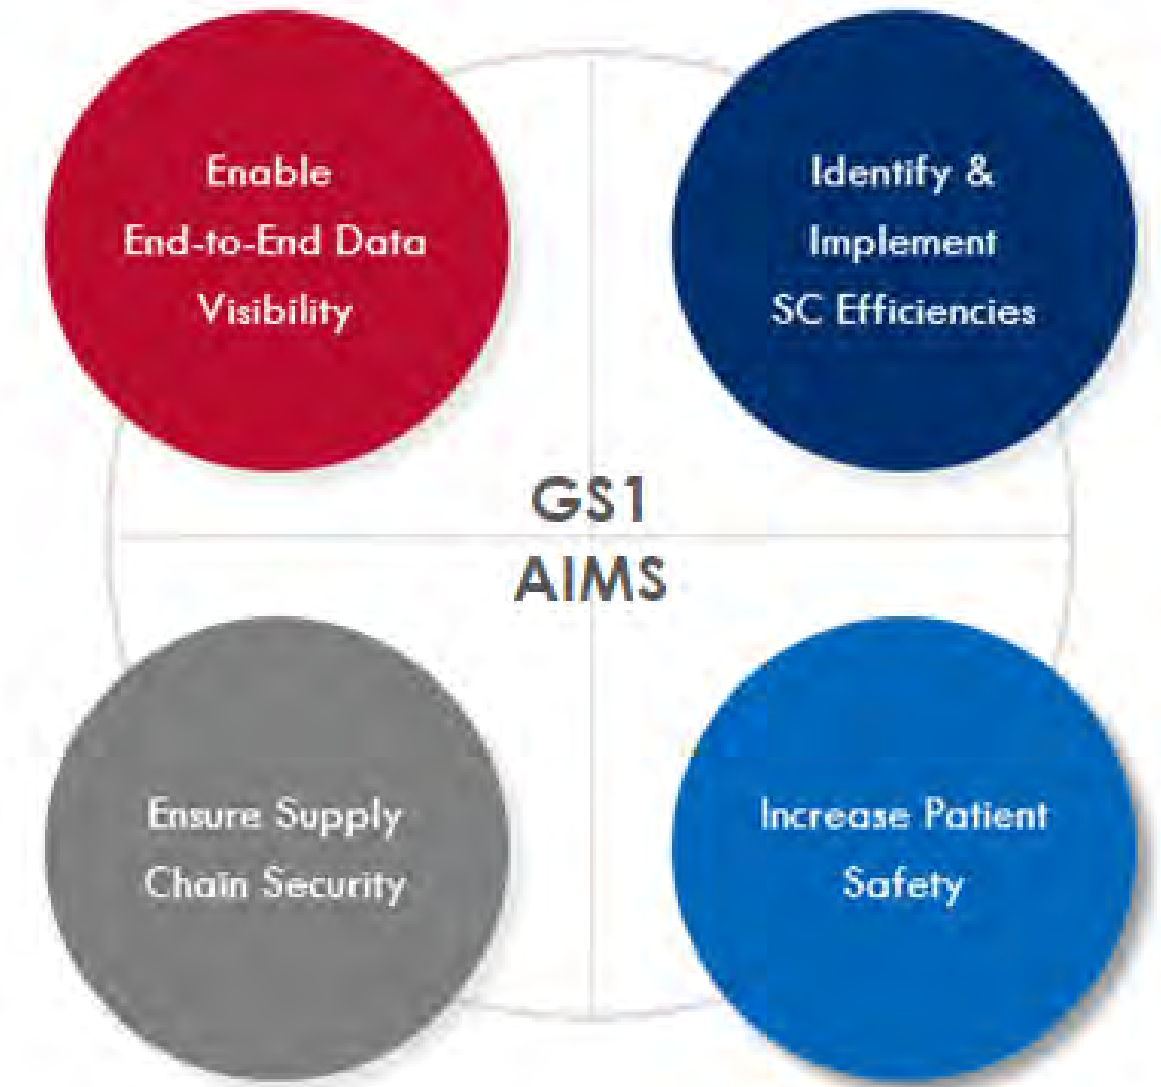 Enable
End-to-End Data
Visibility
Identify &
Implement
SC Efficiencies
GS1
AIMS
Ensure Supply
Chain Security
Increase Patient
Safety